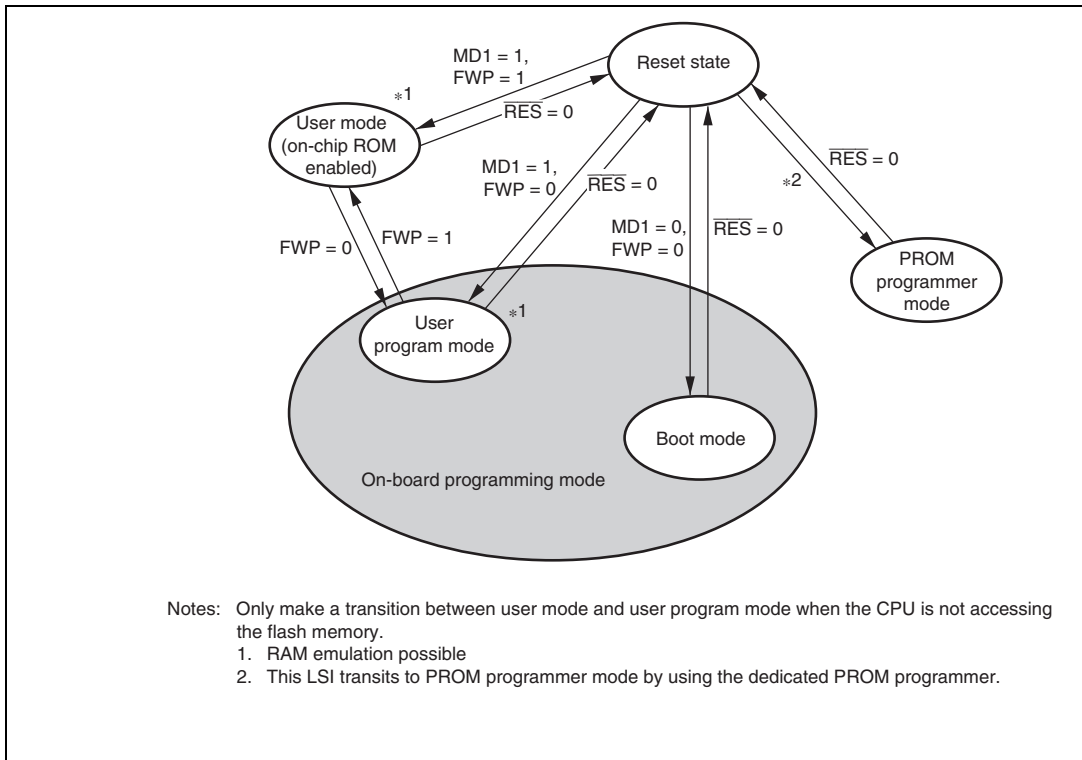 Reset state
MD1 = 1,
FWP = 1
R̅E̅S̅ = 0
*1
User mode
(on-chip ROM
enabled)
MD1 = 1,
FWP = 0
R̅E̅S̅ = 0
*2
R̅E̅S̅ = 0
MD1 = 0,
FWP = 0
R̅E̅S̅ = 0
FWP = 0
FWP = 1
PROM
programmer
mode
*1
User
program mode
Boot mode
On-board programming mode
Notes: Only make a transition between user mode and user program mode when the CPU is not accessing
the flash memory.
1. RAM emulation possible
2. This LSI transits to PROM programmer mode by using the dedicated PROM programmer.